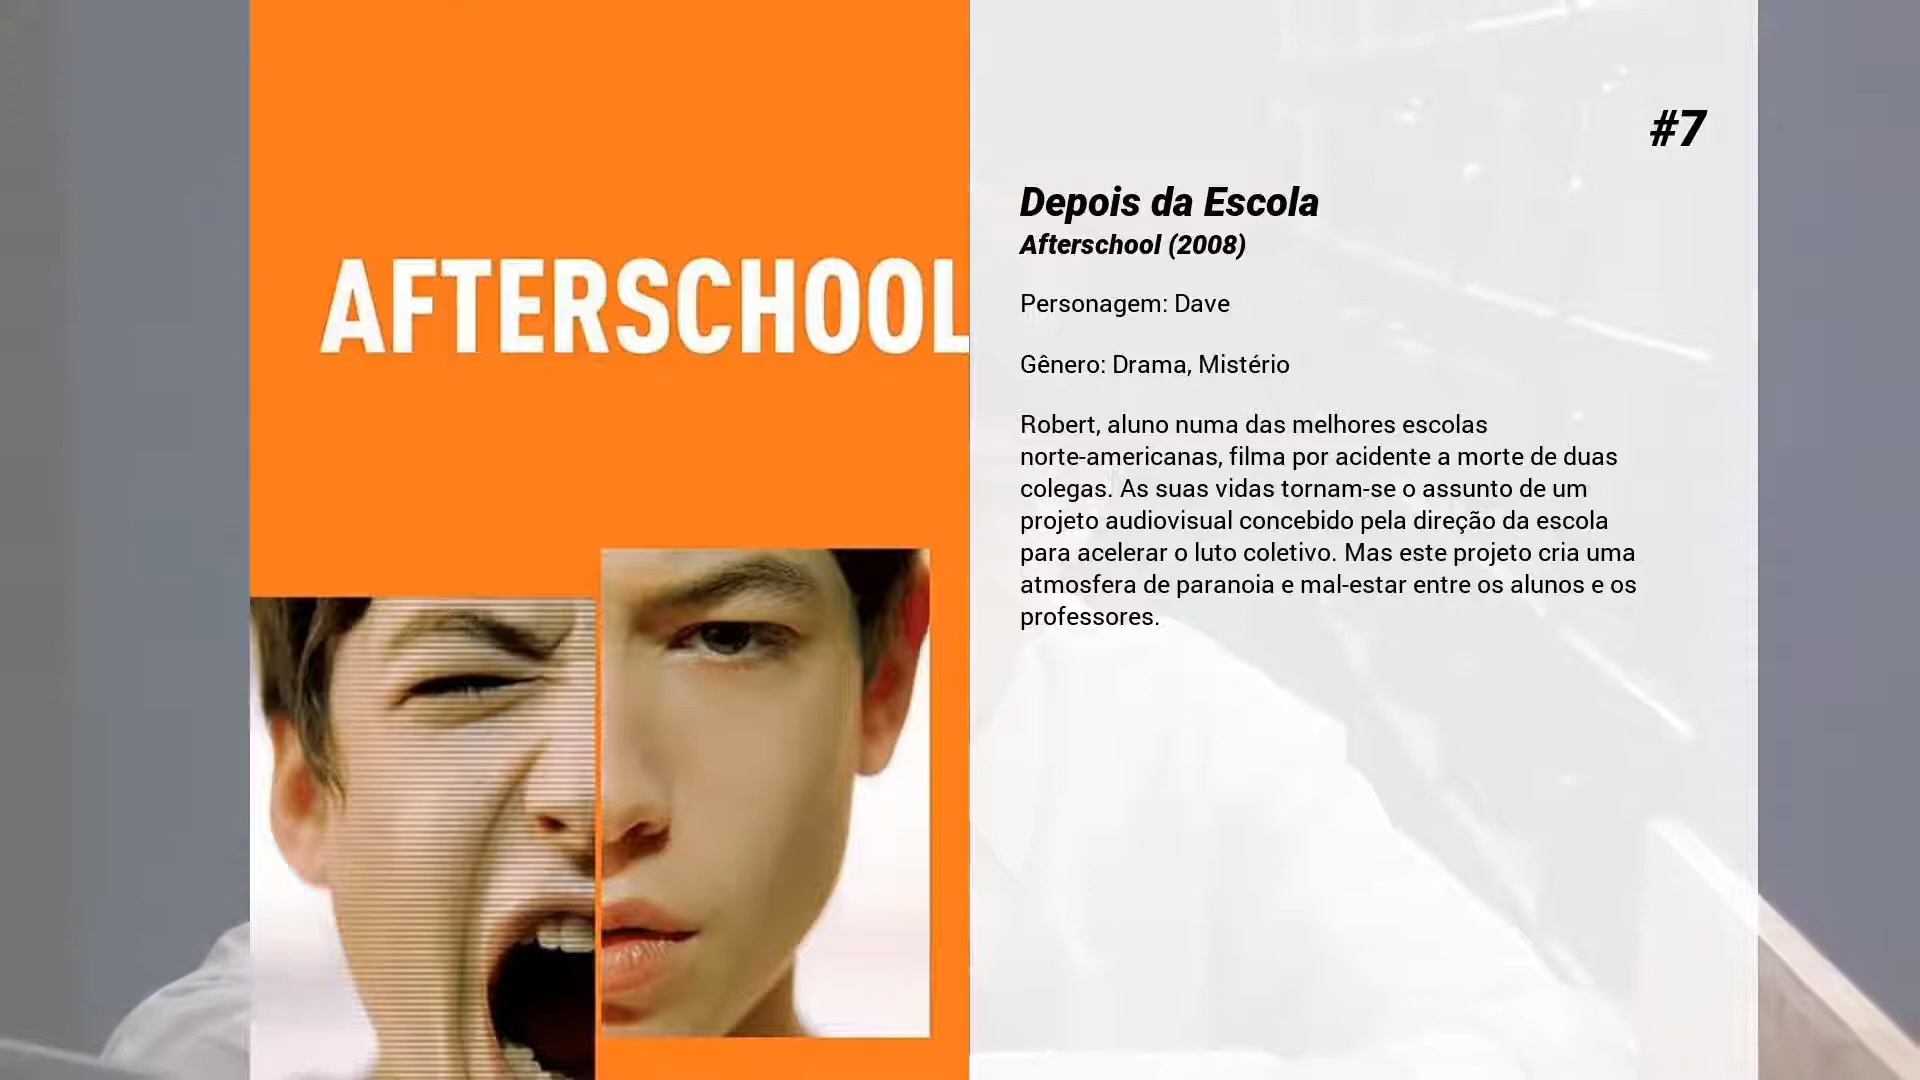 AFTERSCHOOL
#7
Depois da Escola
Afterschool (2008)
Personagem: Dave
Gênero: Drama, Mistério
Robert, aluno numa das melhores escolas
norte-americanas, filma por acidente a morte de duas
colegas. As suas vidas tornam-se o assunto de um
projeto audiovisual concebido pela direção da escola
para acelerar o luto coletivo. Mas este projeto cria uma
atmosfera de paranoia e mal-estar entre os alunos e os
professores.